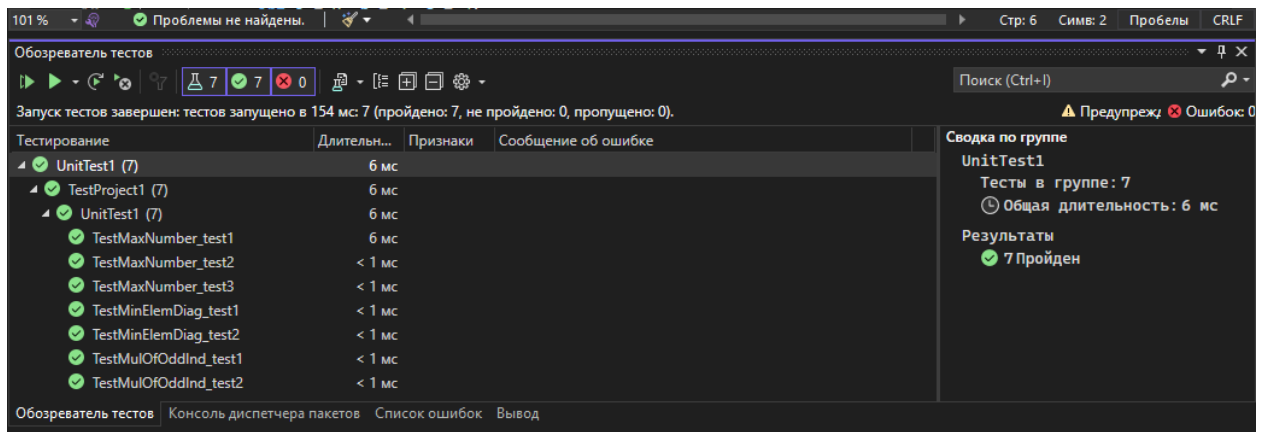 101 % Проблемы не найдены. Стр: 6 Симв: 2 Пробелы CRLF
Обозреватель тестов
7 7 0 Поиск (Ctrl+I)
Запуск тестов завершен: тестов запущено в 154 мс: 7 (пройдено: 7, не пройдено: 0, пропущено: 0). Предупреж Ошибок: 0
Тестирование Длительн... Признаки Сообщение об ошибке
UnitTest1 (7) 6 мс
TestProject1 (7) 6 мс
UnitTest1 (7) 6 мс
TestMaxNumber_test1 6 мс
TestMaxNumber_test2 < 1 мс
TestMaxNumber_test3 < 1 мс
TestMinElemDiag_test1 < 1 мс
TestMinElemDiag_test2 < 1 мс
TestMulOfOddInd_test1 < 1 мс
TestMulOfOddInd_test2 < 1 мс
Сводка по группе
UnitTest1
Тесты в группе: 7
Общая длительность: 6 мс
Результаты
7 Пройден
Обозреватель тестов Консоль диспетчера пакетов Список ошибок Вывод